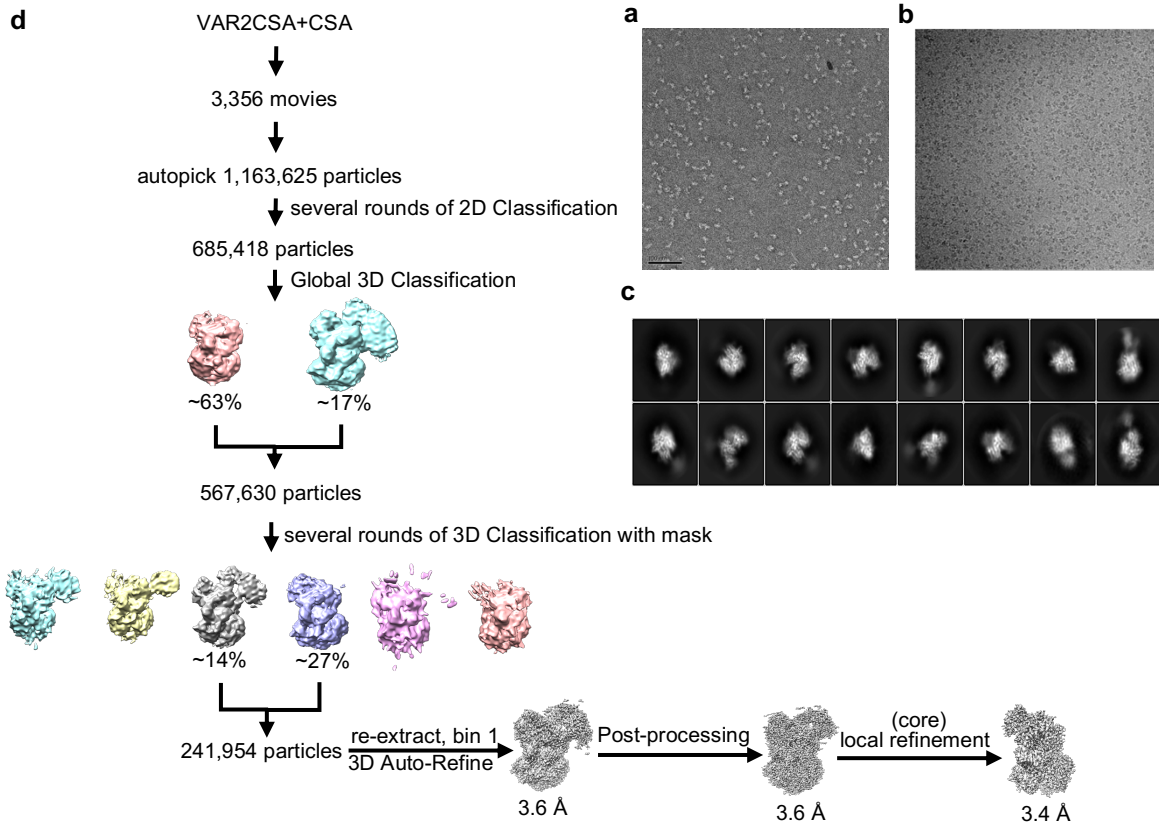 d
VAR2CSA+CSA
3,356 movies
autopick 1,163,625 particles
several rounds of 2D Classification
685,418 particles
Global 3D Classification
~63%
~17%
567,630 particles
several rounds of 3D Classification with mask
~14%
~27%
241,954 particles
re-extract, bin 1
3D Auto-Refine
3.6 Å
Post-processing
3.6 Å
(core)
local refinement
3.4 Å
a
b
c